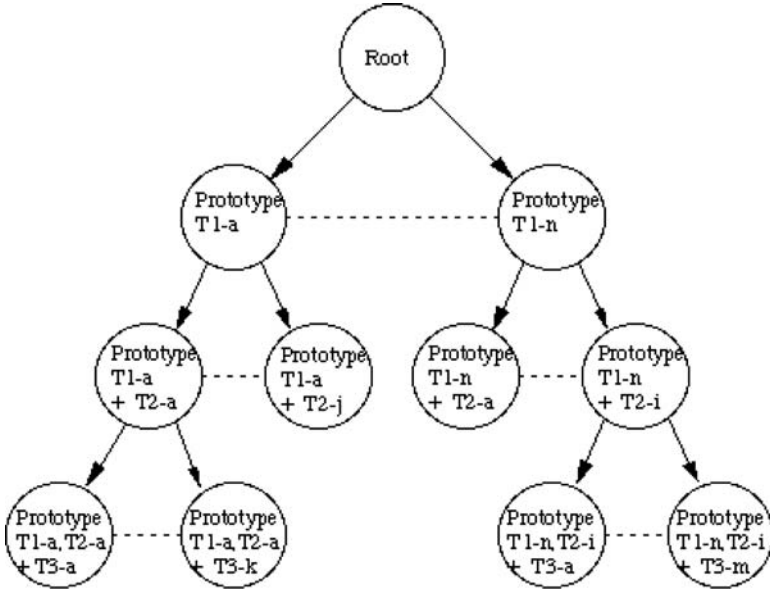 Root
Prototype
T1-a
Prototype
T1-n
Prototype
T1-a
+ T2-a
Prototype
T1-a
+ T2-j
Prototype
T1-n
+ T2-a
Prototype
T1-n
+ T2-i
Prototype
T1-a,T2-a
+ T3-a
Prototype
T1-a,T2-a
+ T3-k
Prototype
T1-n,T2-i
+ T3-a
Prototype
T1-n,T2-i
+ T3-m